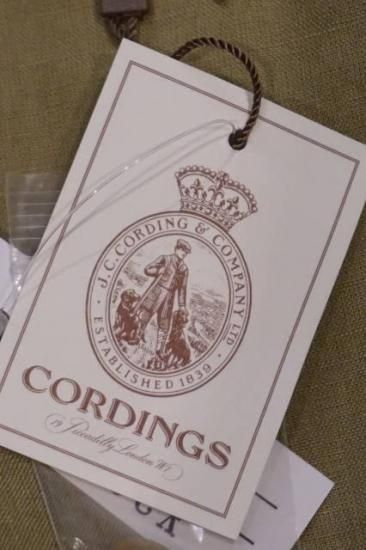 J. C. CORDING & COMPANY LTD
· ESTABLISHED 1839 ·
CORDINGS
19 Piccadilly London W1